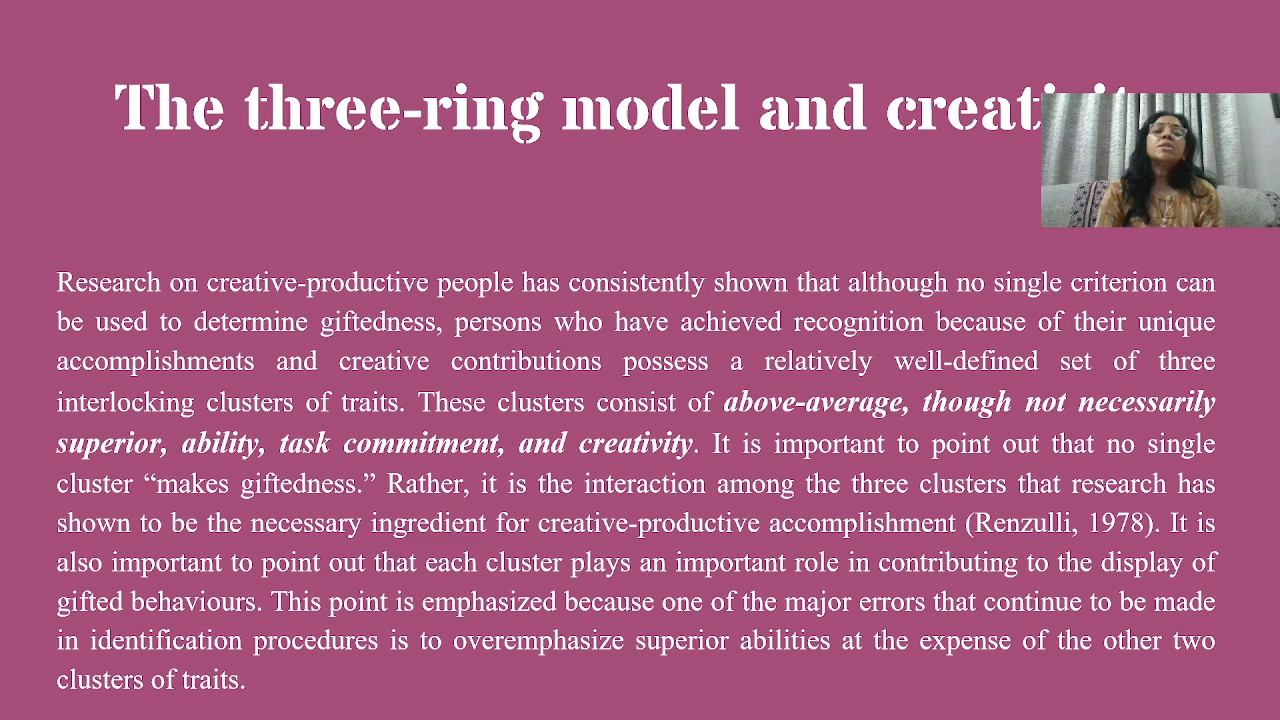 The three-ring model and
Research on creative-productive people has consistently shown that although no single criterion can
be used to determine giftedness, persons who have achieved recognition because of their unique
accomplishments and creative contributions possess a relatively well-defined set of three
interlocking clusters of traits. These clusters consist of above-average, though not necessarily
superior, ability, task commitment, and creativity. It is important to point out that no single
cluster “makes giftedness.” Rather, it is the interaction among the three clusters that research has
shown to be the necessary ingredient for creative-productive accomplishment (Renzulli, 1978). It is
also important to point out that each cluster plays an important role in contributing to the display of
gifted behaviours. This point is emphasized because one of the major errors that continue to be made
in identification procedures is to overemphasize superior abilities at the expense of the other two
clusters of traits.